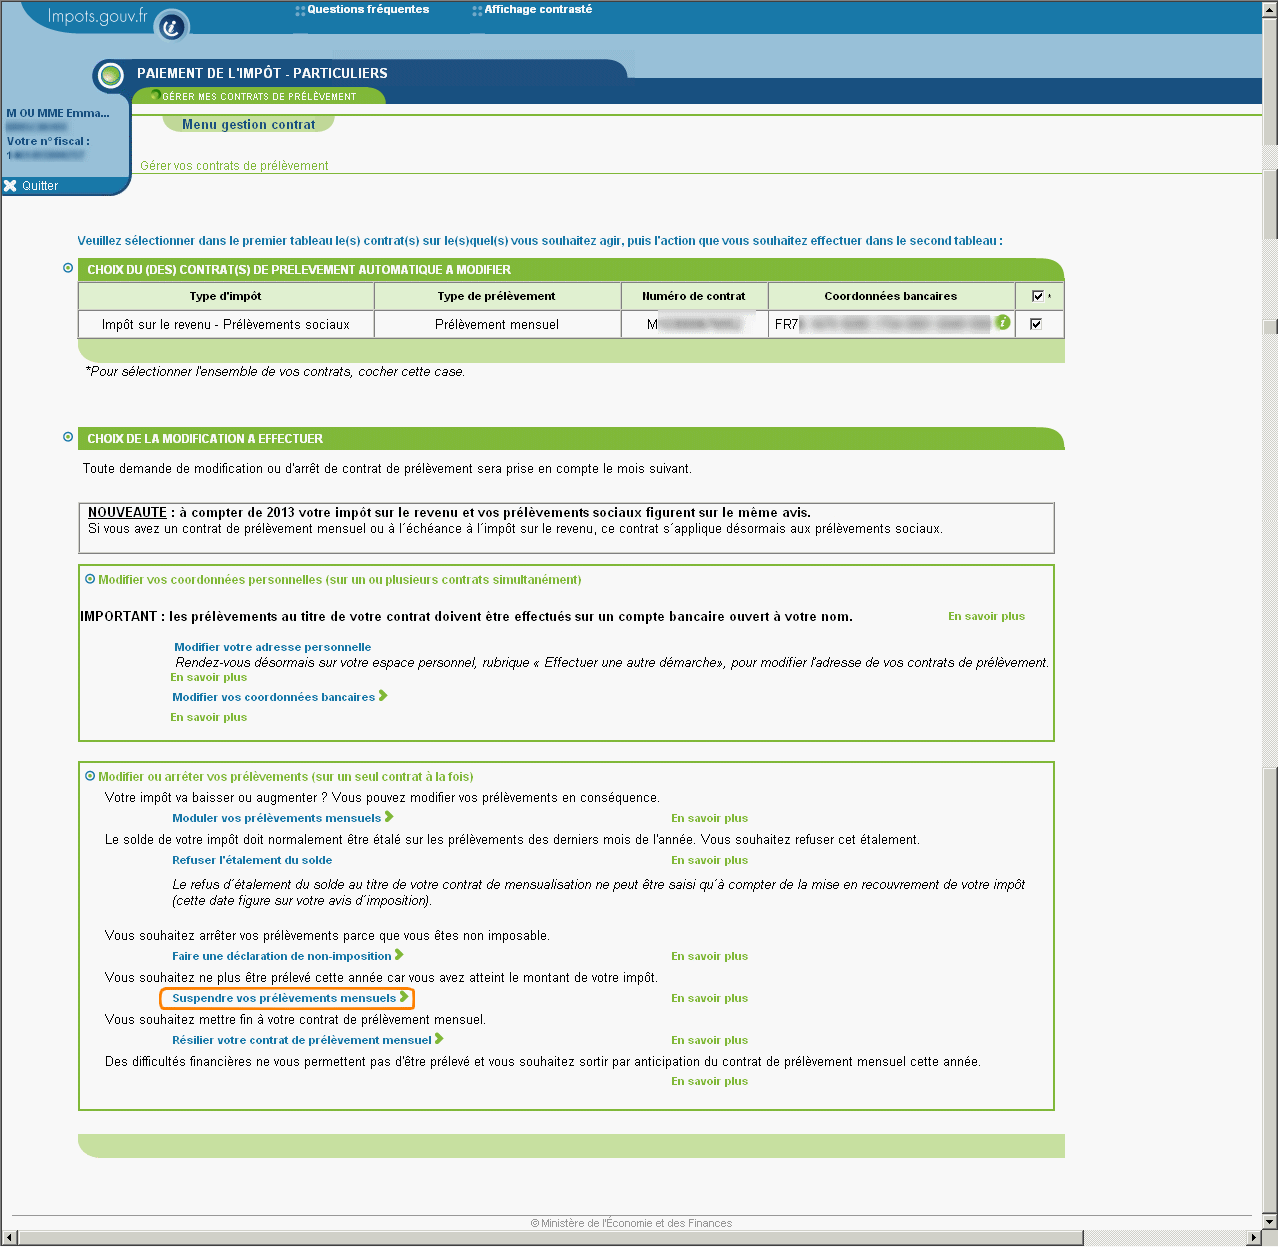 Impots.gouv.fr
Questions fréquentes
Affichage contrasté
PAIEMENT DE L'IMPÔT - PARTICULIERS
GÉRER MES CONTRATS DE PRÉLÈVEMENT
Menu gestion contrat
M OU MME Emma...
Votre n° fiscal :
1
Quitter
Gérer vos contrats de prélèvement
Veuillez sélectionner dans le premier tableau le(s) contrat(s) sur le(s)quel(s) vous souhaitez agir, puis l'action que vous souhaitez effectuer dans le second tableau :
CHOIX DU (DES) CONTRAT(S) DE PRELEVEMENT AUTOMATIQUE A MODIFIER
Type d'impôt Type de prélèvement Numéro de contrat Coordonnées bancaires *
Impôt sur le revenu - Prélèvements sociaux Prélèvement mensuel M FR7
*Pour sélectionner l'ensemble de vos contrats, cocher cette case.
CHOIX DE LA MODIFICATION A EFFECTUER
Toute demande de modification ou d'arrêt de contrat de prélèvement sera prise en compte le mois suivant.
NOUVEAUTE : à compter de 2013 votre impôt sur le revenu et vos prélèvements sociaux figurent sur le même avis.
Si vous avez un contrat de prélèvement mensuel ou à l´échéance à l´impôt sur le revenu, ce contrat s´applique désormais aux prélèvements sociaux.
Modifier vos coordonnées personnelles (sur un ou plusieurs contrats simultanément)
IMPORTANT : les prélèvements au titre de votre contrat doivent être effectués sur un compte bancaire ouvert à votre nom. En savoir plus
Modifier votre adresse personnelle
Rendez-vous désormais sur votre espace personnel, rubrique « Effectuer une autre démarche», pour modifier l'adresse de vos contrats de prélèvement.
En savoir plus
Modifier vos coordonnées bancaires
En savoir plus
Modifier ou arrêter vos prélèvements (sur un seul contrat à la fois)
Votre impôt va baisser ou augmenter ? Vous pouvez modifier vos prélèvements en conséquence.
Moduler vos prélèvements mensuels En savoir plus
Le solde de votre impôt doit normalement être étalé sur les prélèvements des derniers mois de l'année. Vous souhaitez refuser cet étalement.
Refuser l'étalement du solde En savoir plus
Le refus d´étalement du solde au titre de votre contrat de mensualisation ne peut être saisi qu´à compter de la mise en recouvrement de votre impôt
(cette date figure sur votre avis d´imposition).
Vous souhaitez arrêter vos prélèvements parce que vous êtes non imposable.
Faire une déclaration de non-imposition En savoir plus
Vous souhaitez ne plus être prélevé cette année car vous avez atteint le montant de votre impôt.
Suspendre vos prélèvements mensuels En savoir plus
Vous souhaitez mettre fin à votre contrat de prélèvement mensuel.
Résilier votre contrat de prélèvement mensuel En savoir plus
Des difficultés financières ne vous permettent pas d'être prélevé et vous souhaitez sortir par anticipation du contrat de prélèvement mensuel cette année.
En savoir plus
© Ministère de l'Économie et des Finances